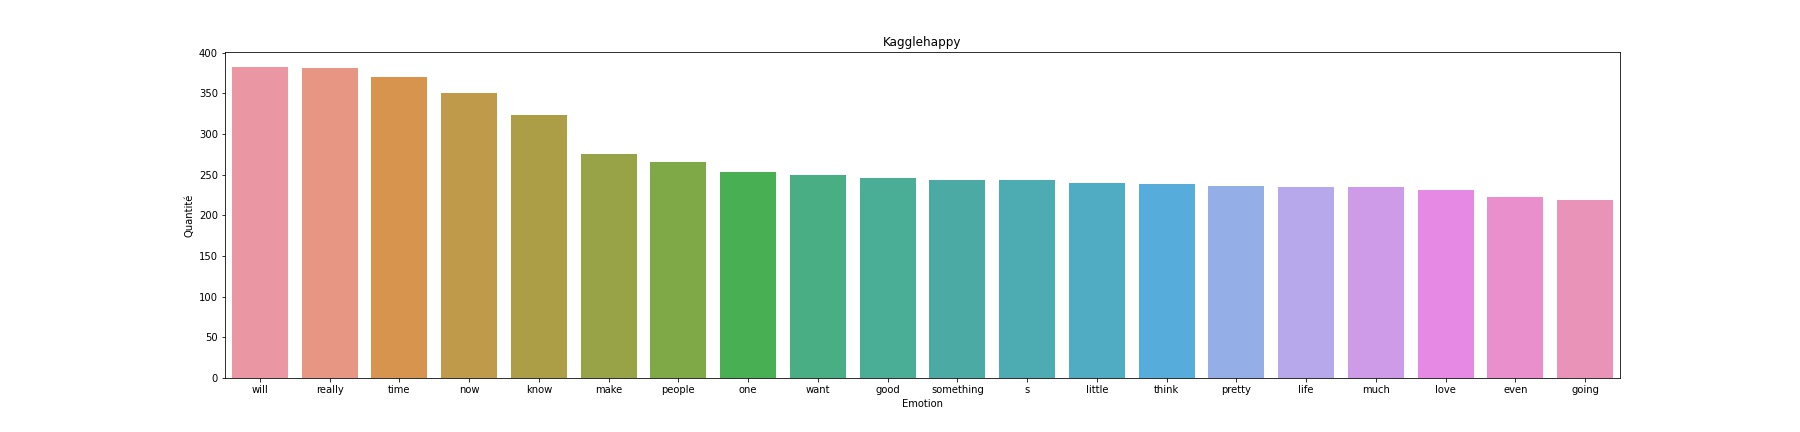 Kagglehappy
400
350
300
250
200
150
100
50
0
Quantité
will really time now know make people one want good something s little think pretty life much love even going
Emotion